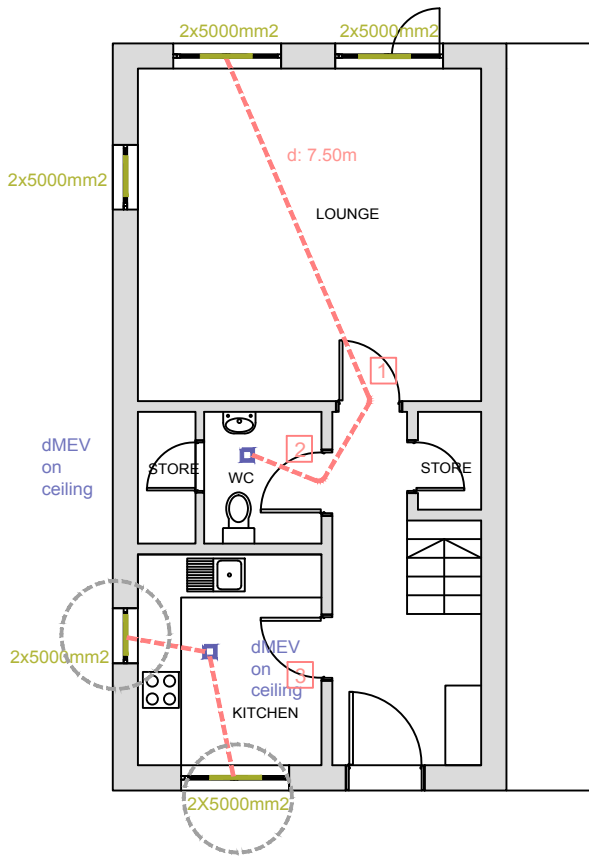 2x5000mm2
2x5000mm2
d: 7.50m
2x5000mm2
LOUNGE
1
dMEV
on
ceiling
2
STORE
WC
STORE
2x5000mm2
dMEV
on
ceiling
3
KITCHEN
2X5000mm2